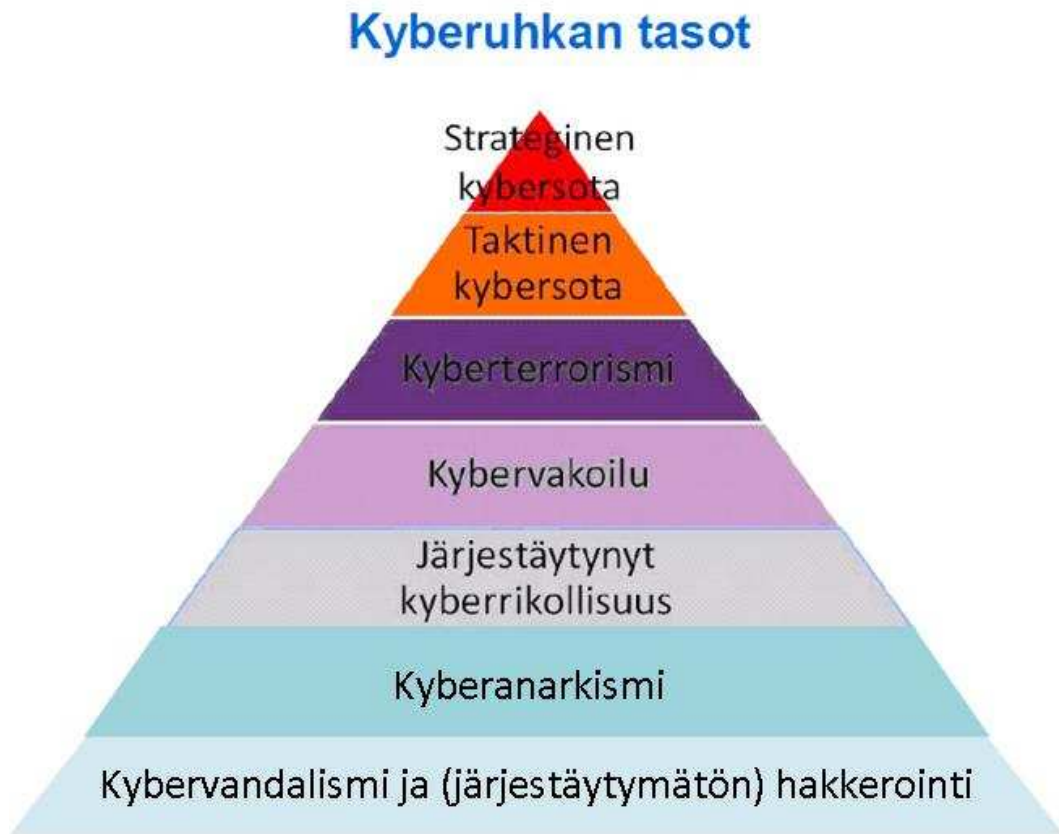 Kyberuhkan tasot
Strateginen
kybersota
Taktinen
kybersota
Kyberterrorismi
Kybervakoilu
Järjestäytynyt
kyberrikollisuus
Kyberanarkismi
Kybervandalismi ja (järjestäytymätön) hakkerointi